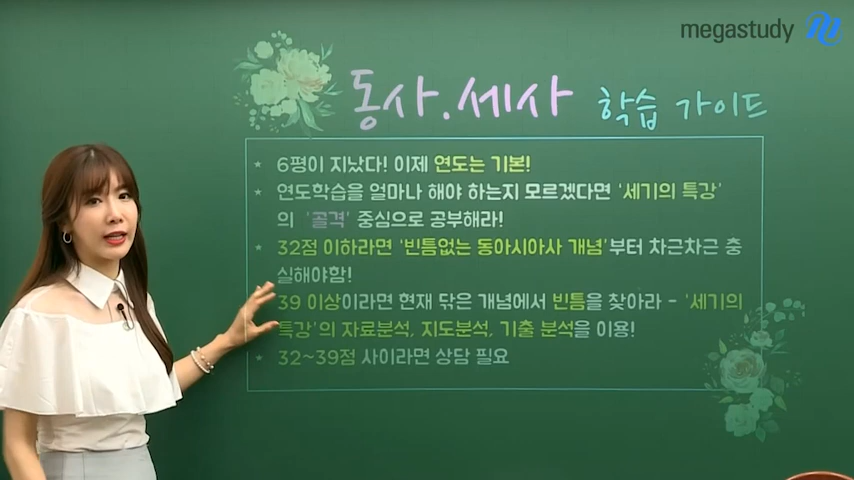 megastudy
동사.세사 학습 가이드
6평이 지났다! 이제 연도는 기본!
연도학습을 얼마나 해야 하는지 모르겠다면 '세기의 특강'
의 '골격' 중심으로 공부해라!
32점 이하라면 '빈틈없는 동아시아사 개념'부터 차근차근 충
실해야함!
39 이상이라면 현재 닦은 개념에서 빈틈을 찾아라 - '세기의
특강'의 자료분석, 지도분석, 기출 분석을 이용!
32~39점 사이라면 상담 필요